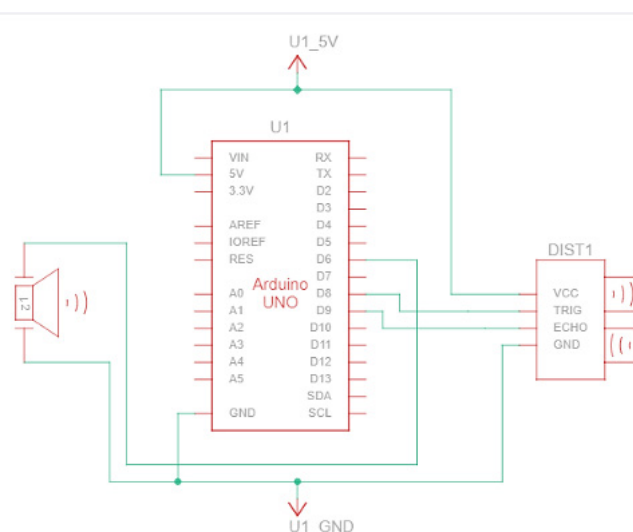 U1_5V
U1
VIN RX
5V TX
3.3V D2
D3
AREF D4
IOREF D5
RES D6
D7
Arduino
UNO
A0 D8
A1 D9
A2 D10
A3 D11
A4 D12
A5 D13
SDA
GND SCL
DIST1
VCC
TRIG
ECHO
GND
U1_GND